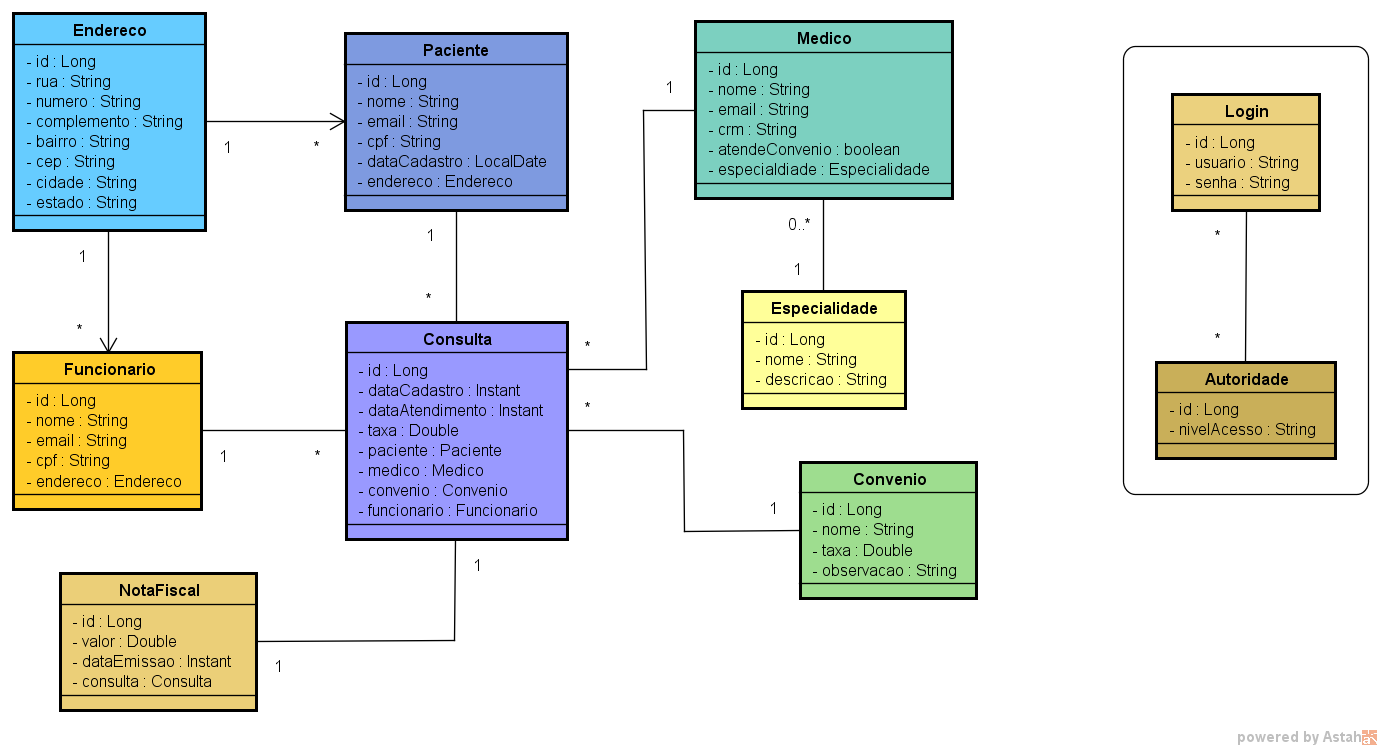 Endereco
- id : Long
- rua : String
- numero : String
- complemento : String
- bairro : String
- cep : String
- cidade : String
- estado : String
1
*
1
*
Paciente
- id : Long
- nome : String
- email : String
- cpf : String
- dataCadastro : LocalDate
- endereco : Endereco
1
*
Medico
- id : Long
- nome : String
- email : String
- crm : String
- atendeConvenio : boolean
- especialdiade : Especialidade
1
*
0..*
1
Especialidade
- id : Long
- nome : String
- descricao : String
Login
- id : Long
- usuario : String
- senha : String
*
*
Autoridade
- id : Long
- nivelAcesso : String
Funcionario
- id : Long
- nome : String
- email : String
- cpf : String
- endereco : Endereco
1
*
Consulta
- id : Long
- dataCadastro : Instant
- dataAtendimento : Instant
- taxa : Double
- paciente : Paciente
- medico : Medico
- convenio : Convenio
- funcionario : Funcionario
*
1
Convenio
- id : Long
- nome : String
- taxa : Double
- observacao : String
1
1
NotaFiscal
- id : Long
- valor : Double
- dataEmissao : Instant
- consulta : Consulta
powered by Astah